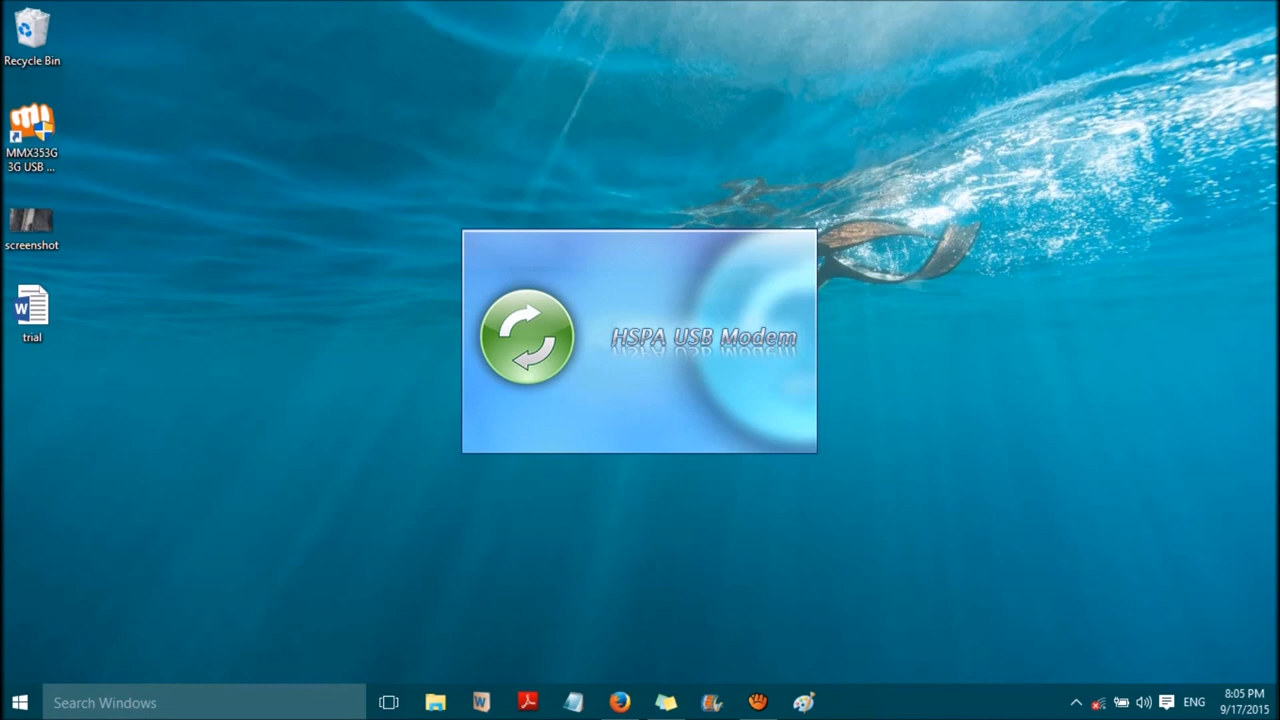 Recycle Bin
MMX353G
3G USB ...
screenshot
W
trial
HSPA USB Modem
Search Windows
W
ENG
8:05 PM
9/17/2015